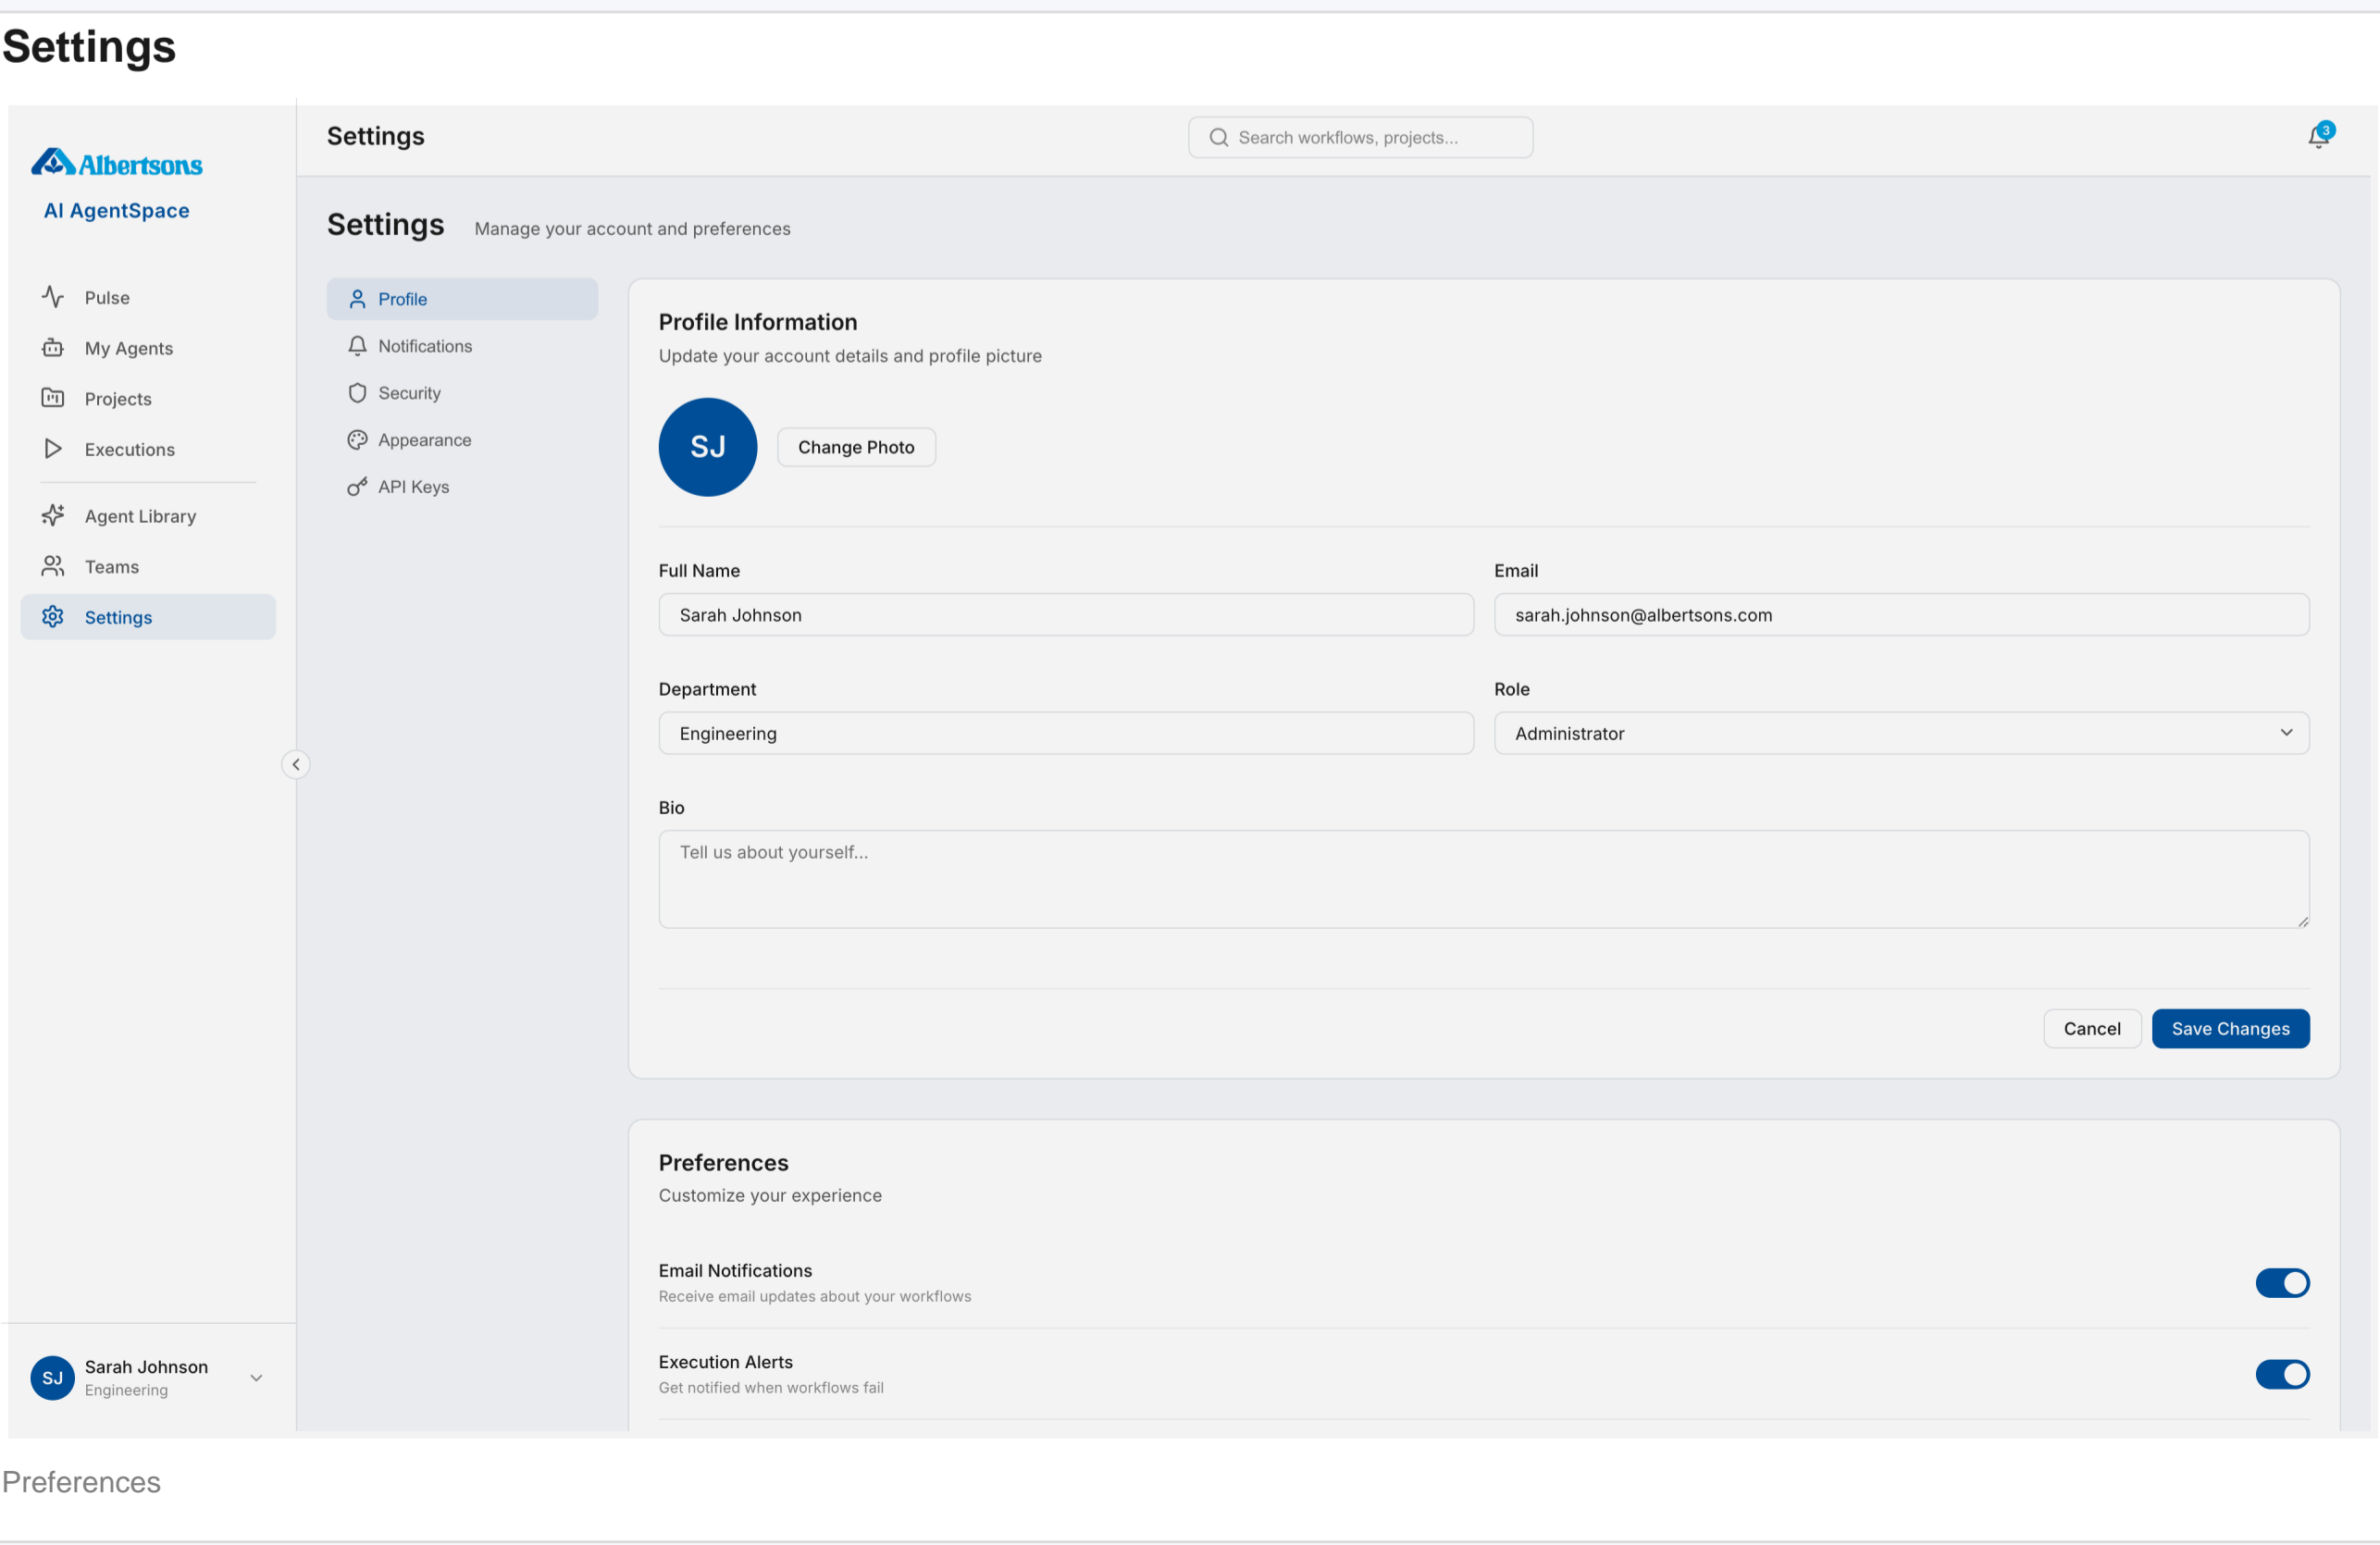 Settings
Albertsons
AI AgentSpace
Pulse
My Agents
Projects
Executions
Agent Library
Teams
Settings
SJ
Sarah Johnson
Engineering
Settings
Search workflows, projects...
3
Settings
Manage your account and preferences
Profile
Notifications
Security
Appearance
API Keys
Profile Information
Update your account details and profile picture
SJ
Change Photo
Full Name
Sarah Johnson
Email
sarah.johnson@albertsons.com
Department
Engineering
Role
Administrator
Bio
Tell us about yourself...
Cancel
Save Changes
Preferences
Customize your experience
Email Notifications
Receive email updates about your workflows
Execution Alerts
Get notified when workflows fail
Preferences